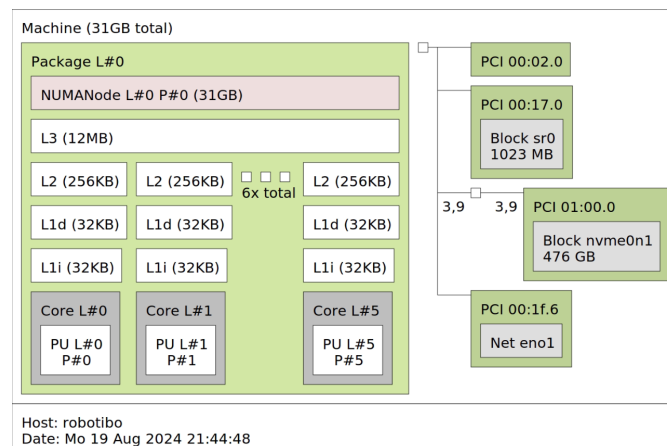 Machine (31GB total)
Package L#0
NUMANode L#0 P#0 (31GB)
L3 (12MB)
L2 (256KB) L2 (256KB) 6x total L2 (256KB)
L1d (32KB) L1d (32KB) L1d (32KB)
L1i (32KB) L1i (32KB) L1i (32KB)
Core L#0 Core L#1 Core L#5
PU L#0 PU L#1 PU L#5
P#0 P#1 P#5
PCI 00:02.0
PCI 00:17.0
Block sr0
1023 MB
3,9 3,9 PCI 01:00.0
Block nvme0n1
476 GB
PCI 00:1f.6
Net eno1
Host: robotibo
Date: Mo 19 Aug 2024 21:44:48